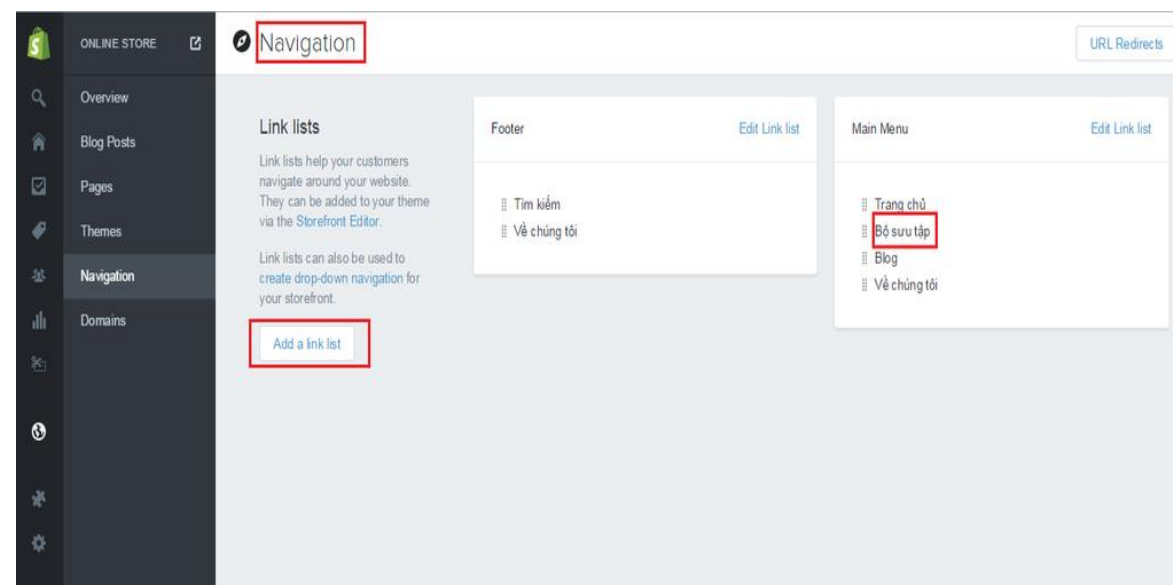 ONLINE STORE
Overview
Blog Posts
Pages
Themes
Navigation
Domains
Navigation
URL Redirects
Link lists
Link lists help your customers
navigate around your website.
They can be added to your theme
via the Storefront Editor.
Link lists can also be used to
create drop-down navigation for
your storefront.
Add a link list
Footer
Edit Link list
Tìm kiếm
Về chúng tôi
Main Menu
Edit Link list
Trang chủ
Bộ sưu tập
Blog
Về chúng tôi